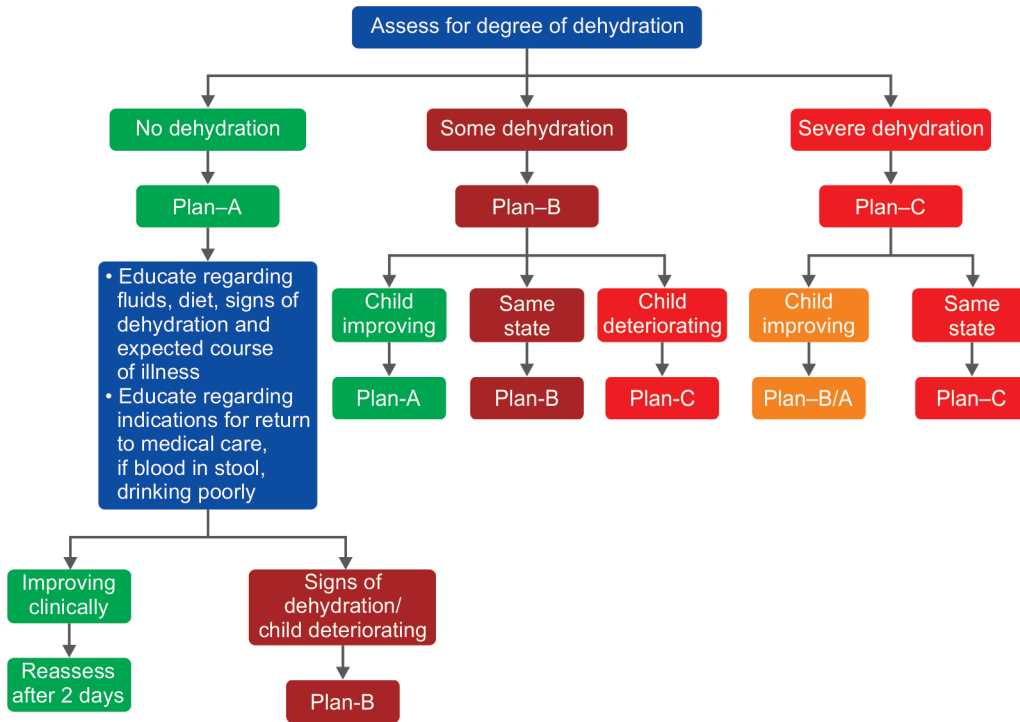 Assess for degree of dehydration
No dehydration
Some dehydration
Severe dehydration
Plan–A
Plan–B
Plan–C
• Educate regarding
fluids, diet, signs of
dehydration and
expected course
of illness
• Educate regarding
indications for return
to medical care,
if blood in stool,
drinking poorly
Child
improving
Same
state
Child
deteriorating
Child
improving
Same
state
Plan-A
Plan-B
Plan-C
Plan–B/A
Plan–C
Improving
clinically
Signs of
dehydration/
child deteriorating
Reassess
after 2 days
Plan-B